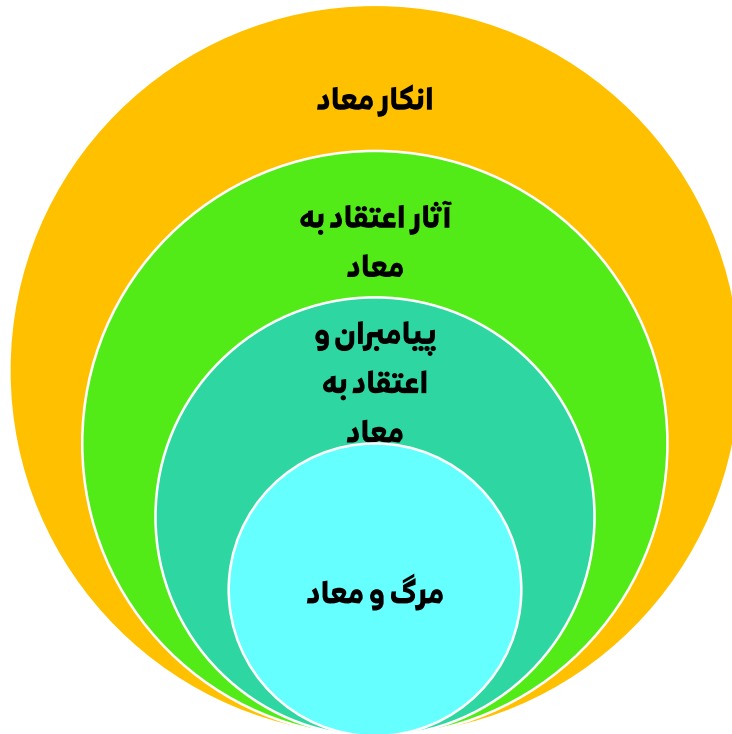 انکار معاد
آثار اعتقاد به
معاد
پیامبران و
اعتقاد به
معاد
مرگ و معاد